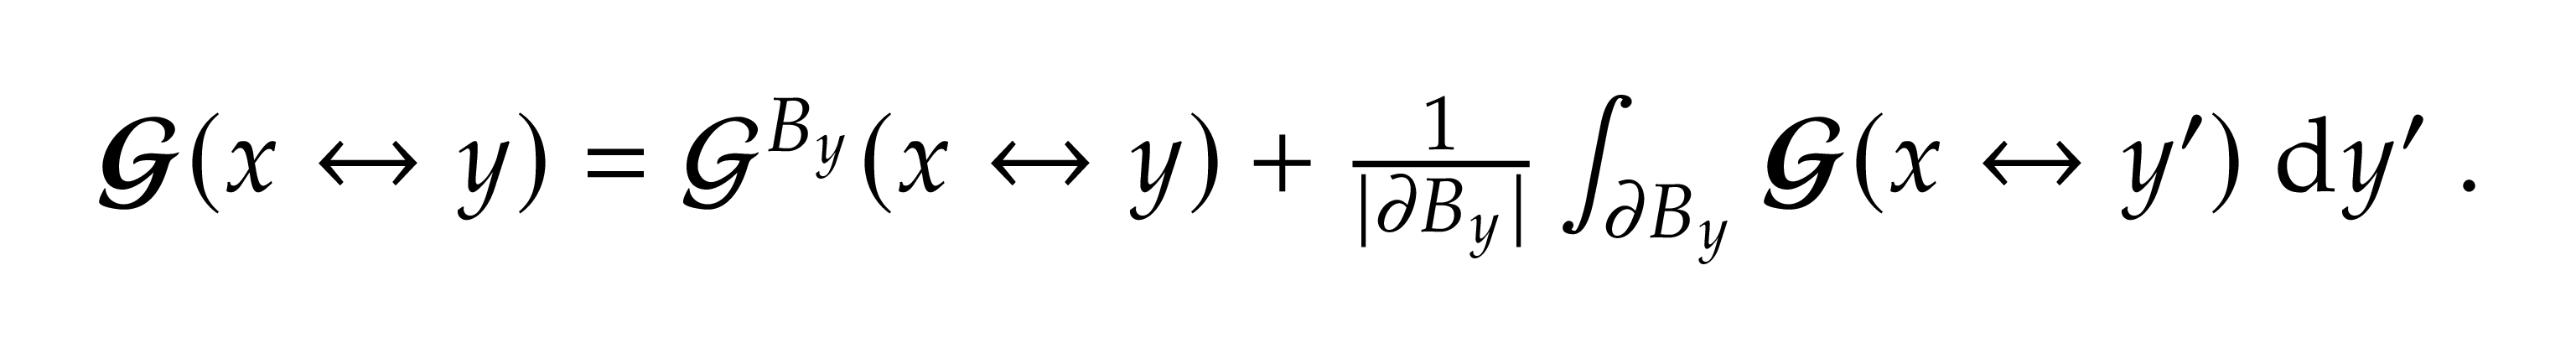 𝓖(x ↔ y) = 𝒢^{B_y}(x ↔ y) + \frac{1}{|∂B_y|} ∫_{∂B_y} 𝓖(x ↔ y′) dy′ .